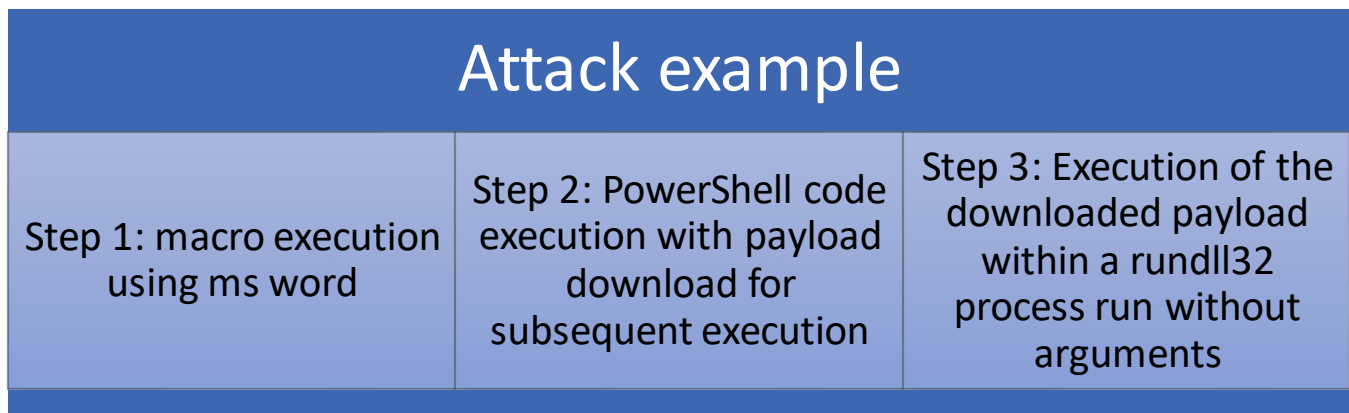 Attack example
Step 1: macro execution
using ms word
Step 2: PowerShell code
execution with payload
download for
subsequent execution
Step 3: Execution of the
downloaded payload
within a rundll32
process run without
arguments